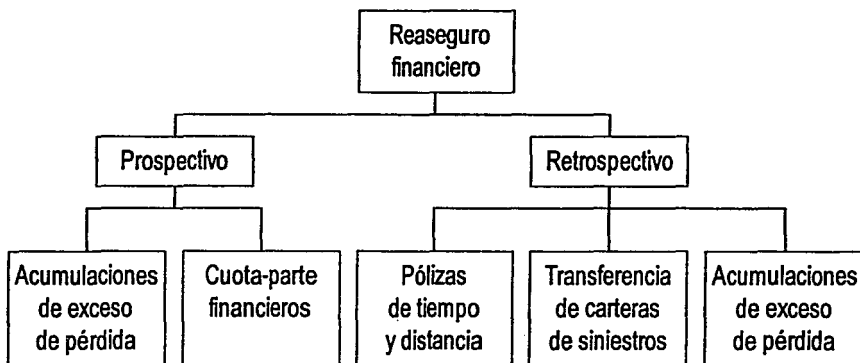 Reaseguro
financiero
Prospectivo
Retrospectivo
Acumulaciones
de exceso
de pérdida
Cuota-parte
financieros
Pólizas
de tiempo
y distancia
Transferencia
de carteras
de siniestros
Acumulaciones
de exceso
de pérdida